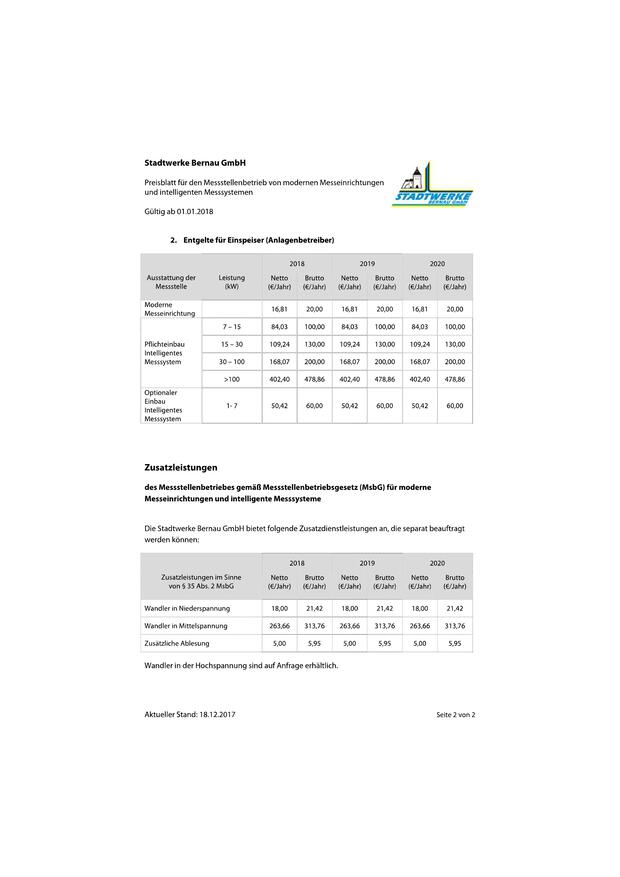 Stadtwerke Bernau GmbH
Preisblatt für den Messstellenbetrieb von modernen Messeinrichtungen
und intelligenten Messsystemen
Gültig ab 01.01.2018
STADTWERKE
BERNAU GMBH
2. Entgelte für Einspeiser (Anlagenbetreiber)
2018 2019 2020
Ausstattung der Messstelle Leistung (kW) Netto (€/Jahr) Brutto (€/Jahr) Netto (€/Jahr) Brutto (€/Jahr) Netto (€/Jahr) Brutto (€/Jahr)
Moderne Messeinrichtung 16,81 20,00 16,81 20,00 16,81 20,00
Pflichteinbau Intelligentes Messsystem
7 – 15 84,03 100,00 84,03 100,00 84,03 100,00
15 – 30 109,24 130,00 109,24 130,00 109,24 130,00
30 – 100 168,07 200,00 168,07 200,00 168,07 200,00
>100 402,40 478,86 402,40 478,86 402,40 478,86
Optionaler Einbau Intelligentes Messsystem 1- 7 50,42 60,00 50,42 60,00 50,42 60,00
Zusatzleistungen
des Messstellenbetriebes gemäß Messstellenbetriebsgesetz (MsbG) für moderne
Messeinrichtungen und intelligente Messsysteme
Die Stadtwerke Bernau GmbH bietet folgende Zusatzdienstleistungen an, die separat beauftragt
werden können:
2018 2019 2020
Zusatzleistungen im Sinne von § 35 Abs. 2 MsbG Netto (€/Jahr) Brutto (€/Jahr) Netto (€/Jahr) Brutto (€/Jahr) Netto (€/Jahr) Brutto (€/Jahr)
Wandler in Niederspannung 18,00 21,42 18,00 21,42 18,00 21,42
Wandler in Mittelspannung 263,66 313,76 263,66 313,76 263,66 313,76
Zusätzliche Ablesung 5,00 5,95 5,00 5,95 5,00 5,95
Wandler in der Hochspannung sind auf Anfrage erhältlich.
Aktueller Stand: 18.12.2017 Seite 2 von 2